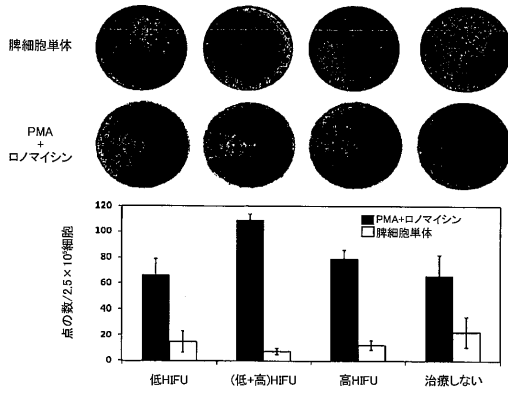 脾細胞単体
PMA
+
ロノマイシン
点の数/2.5×10⁵細胞
120
100
80
60
40
20
0
PMA+ロノマイシン
脾細胞単体
低HIFU
(低+高)HIFU
高HIFU
治療しない